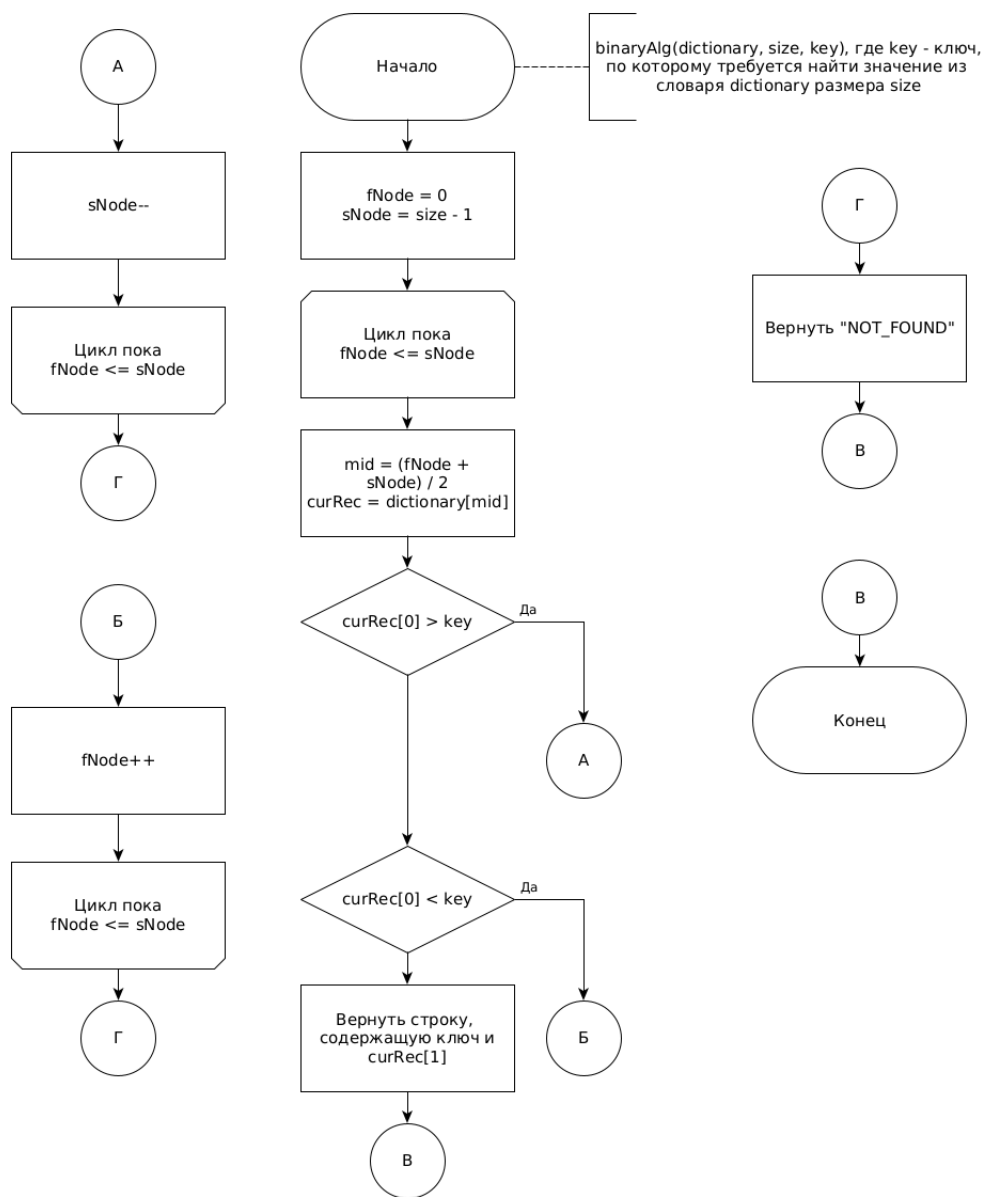 А
sNode--
Цикл пока
fNode <= sNode
Г
Б
fNode++
Цикл пока
fNode <= sNode
Г
Начало
binaryAlg(dictionary, size, key), где key - ключ,
по которому требуется найти значение из
словаря dictionary размера size
fNode = 0
sNode = size - 1
Цикл пока
fNode <= sNode
mid = (fNode +
sNode) / 2
curRec = dictionary[mid]
curRec[0] > key
Да
А
curRec[0] < key
Да
Б
Вернуть строку,
содержащую ключ и
curRec[1]
В
Г
Вернуть "NOT_FOUND"
В
В
Конец